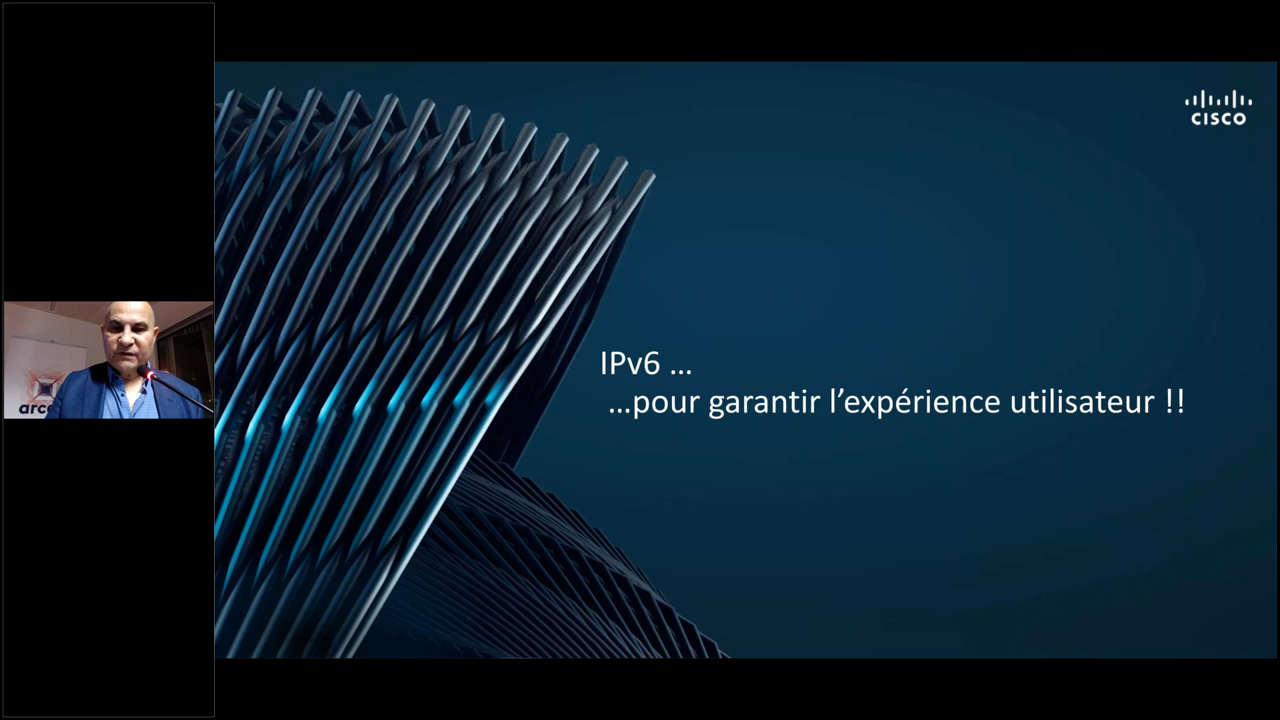 CISCO
IPv6 ...
...pour garantir l’expérience utilisateur !!